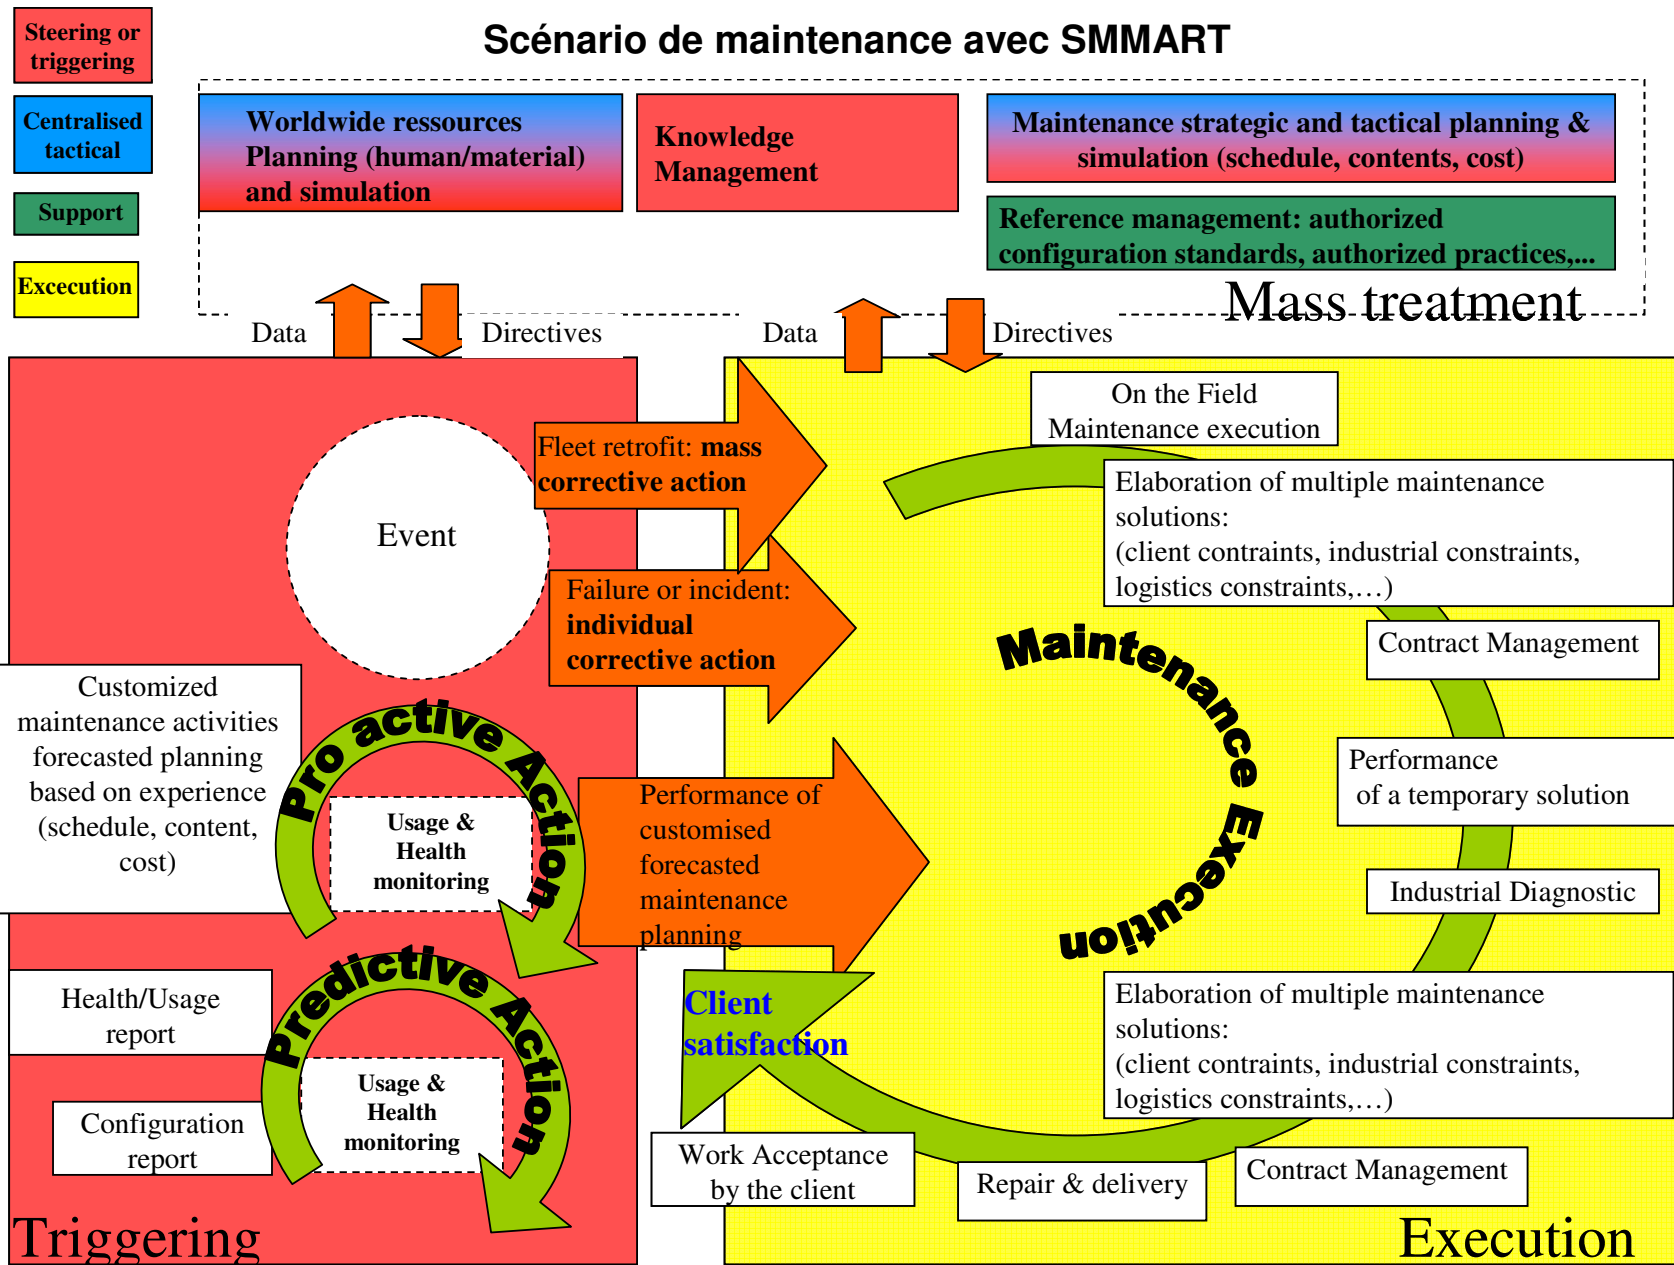 Scénario de maintenance avec SMMART
Steering or
triggering
Centralised
tactical
Support
Excecution
Worldwide ressources
Planning (human/material)
and simulation
Knowledge
Management
Maintenance strategic and tactical planning &
simulation (schedule, contents, cost)
Reference management: authorized
configuration standards, authorized practices,...
Mass treatment
Data
Directives
Data
Directives
Event
Fleet retrofit: mass
corrective action
Failure or incident:
individual
corrective action
Customized
maintenance activities
forecasted planning
based on experience
(schedule, content,
cost)
Pro active Action
Usage &
Health
monitoring
Performance of
customised
forecasted
maintenance
planning
Health/Usage
report
Configuration
report
Predictive Action
Usage &
Health
monitoring
Triggering
On the Field
Maintenance execution
Elaboration of multiple maintenance
solutions:
(client contraints, industrial constraints,
logistics constraints,…)
Contract Management
Performance
of a temporary solution
Industrial Diagnostic
Elaboration of multiple maintenance
solutions:
(client contraints, industrial constraints,
logistics constraints,…)
Contract Management
Repair & delivery
Work Acceptance
by the client
Client
satisfaction
Maintenance Execution
Execution